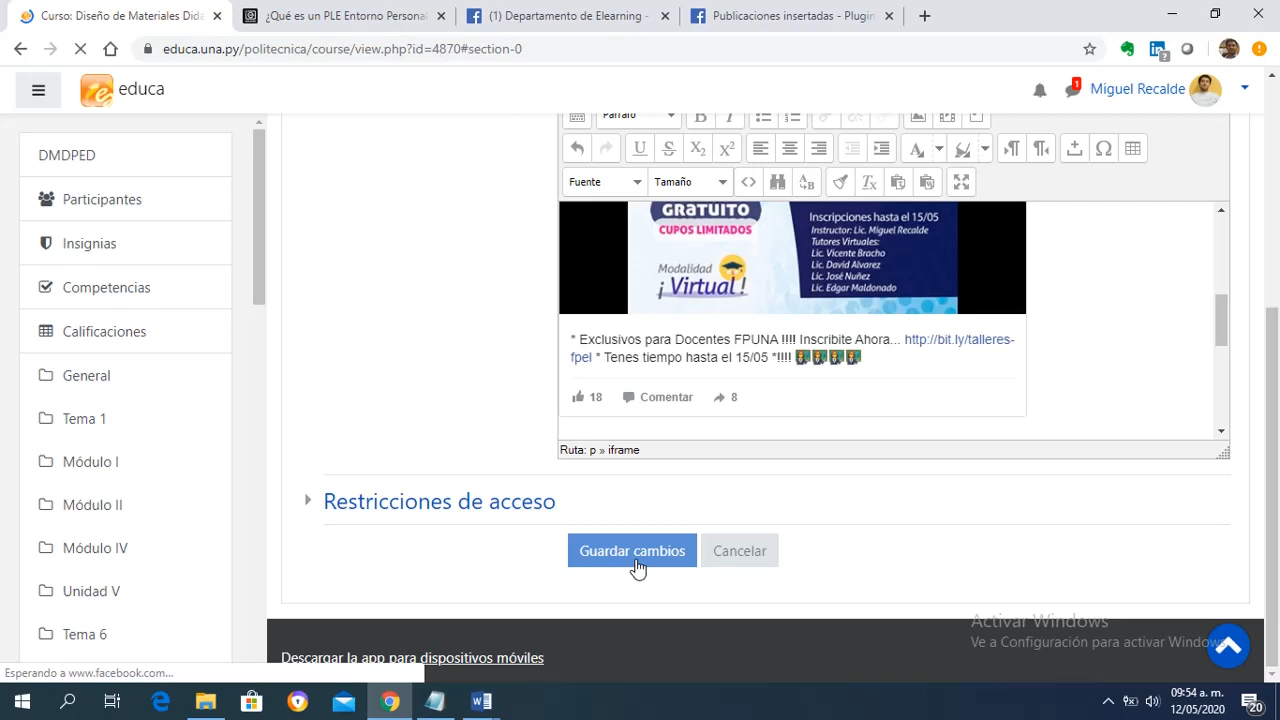 Curso: Diseño de Materiales Dida
¿Qué es un PLE Entorno Personal
(1) Departamento de Elearning -
Publicaciones insertadas - Plugin
educa.una.py/politecnica/course/view.php?id=4870#section-0
educa
1
Miguel Recalde
DMDPED
Participantes
Insignias
Competencias
Calificaciones
General
Tema 1
Módulo I
Módulo II
Módulo IV
Unidad V
Tema 6
Párrafo
Fuente
Tamaño
GRATUITO
CUPOS LIMITADOS
Modalidad
¡Virtual!
Inscripciones hasta el 15/05
Instructor: Lic. Miguel Recalde
Tutores Virtuales:
Lic. Vicente Bracho
Lic. David Alvarez
Lic. José Nuñez
Lic. Edgar Maldonado
* Exclusivos para Docentes FPUNA !!!! Inscribite Ahora... http://bit.ly/talleres-
fpel * Tenes tiempo hasta el 15/05 *!!!!
18 Comentar 8
Ruta: p » iframe
Restricciones de acceso
Guardar cambios
Cancelar
Activar Windows
Ve a Configuración para activar Windows.
Descargar la app para dispositivos móviles
Esperando a www.facebook.com...
09:54 a. m.
12/05/2020
20